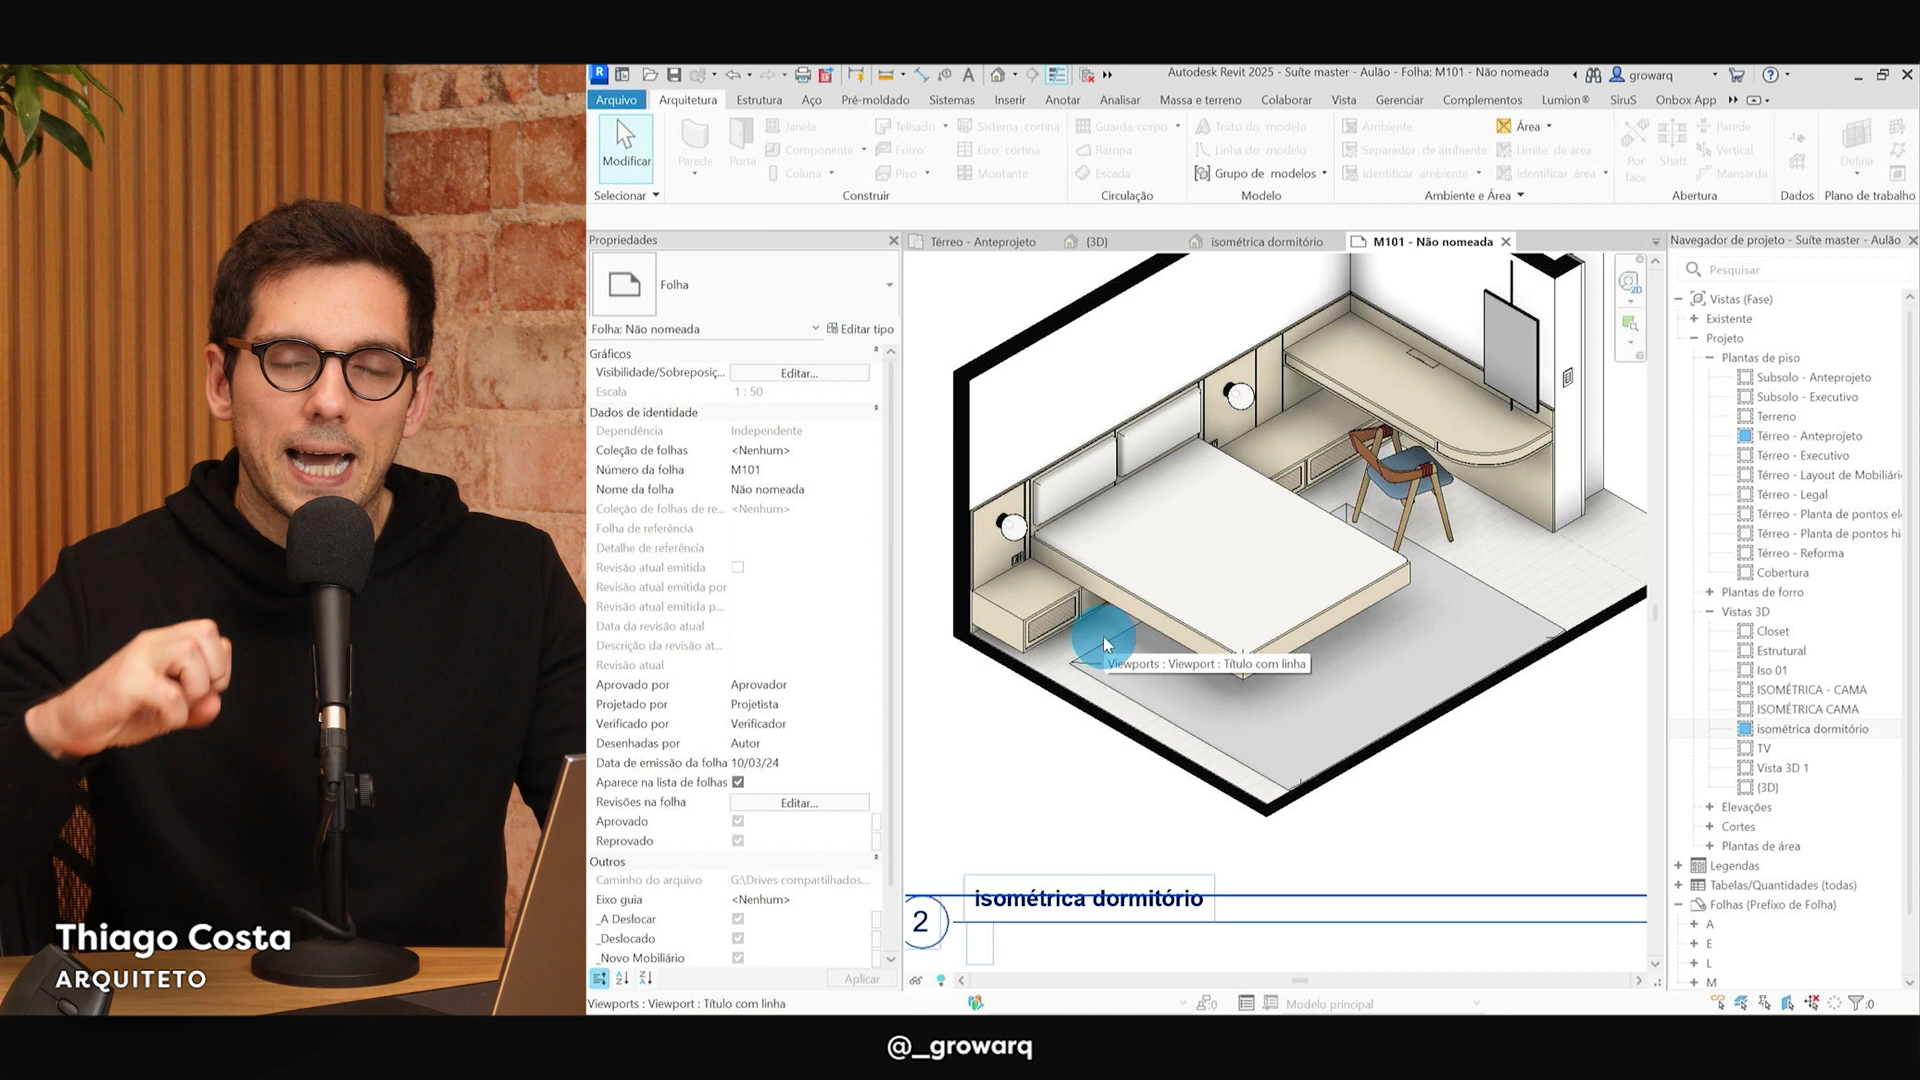 Autodesk Revit 2025 - Suíte master - Aulão - Folha: M101 - Não nomeada
growarq
Arquivo
Arquitetura
Estrutura
Aço
Pré-moldado
Sistemas
Inserir
Anotar
Analisar
Massa e terreno
Colaborar
Vista
Gerenciar
Complementos
Lumion®
SiruS
Onbox App
Modificar
Parede
Porta
Janela
Componente
Coluna
Telhado
Forro
Piso
Sistema cortina
Eixo cortina
Montante
Guarda-corpo
Rampa
Escada
Texto do modelo
Linha do modelo
Grupo de modelos
Ambiente
Separador de ambiente
Identificar ambiente
Área
Limite de área
Identificar área
Por face
Shaft
Parede
Vertical
Mansarda
Definir
Selecionar
Construir
Circulação
Modelo
Ambiente e Área
Abertura
Dados
Plano de trabalho
Propriedades
Folha
Folha: Não nomeada
Editar tipo
Gráficos
Visibilidade/Sobreposiç... Editar...
Escala 1 : 50
Dados de identidade
Dependência Independente
Coleção de folhas <Nenhum>
Número da folha M101
Nome da folha Não nomeada
Coleção de folhas de re... <Nenhum>
Folha de referência
Detalhe de referência
Revisão atual emitida
Revisão atual emitida por
Revisão atual emitida p...
Data da revisão atual
Descrição da revisão at...
Revisão atual
Aprovado por Aprovador
Projetado por Projetista
Verificado por Verificador
Desenhadas por Autor
Data de emissão da folha 10/03/24
Aparece na lista de folhas
Revisões na folha Editar...
Aprovado
Reprovado
Outros
Caminho do arquivo G:\Drives compartilhados...
Eixo guia <Nenhum>
_A Deslocar
_Deslocado
_Novo Mobiliário
Aplicar
Térreo - Anteprojeto
(3D)
isométrica dormitório
M101 - Não nomeada
2D
Viewports : Viewport : Título com linha
2
isométrica dormitório
Navegador de projeto - Suíte master - Aulão
Pesquisar
Vistas (Fase)
Existente
Projeto
Plantas de piso
Subsolo - Anteprojeto
Subsolo - Executivo
Terreno
Térreo - Anteprojeto
Térreo - Executivo
Térreo - Layout de Mobiliári
Térreo - Legal
Térreo - Planta de pontos el
Térreo - Planta de pontos hi
Térreo - Reforma
Cobertura
Plantas de forro
Vistas 3D
Closet
Estrutural
Iso 01
ISOMÉTRICA - CAMA
ISOMÉTRICA CAMA
isométrica dormitório
TV
Vista 3D 1
(3D)
Elevações
Cortes
Plantas de área
Legendas
Tabelas/Quantidades (todas)
Folhas (Prefixo de Folha)
A
E
L
M
Viewports : Viewport : Título com linha
:0
Modelo principal
:0
Thiago Costa
ARQUITETO
@_growarq